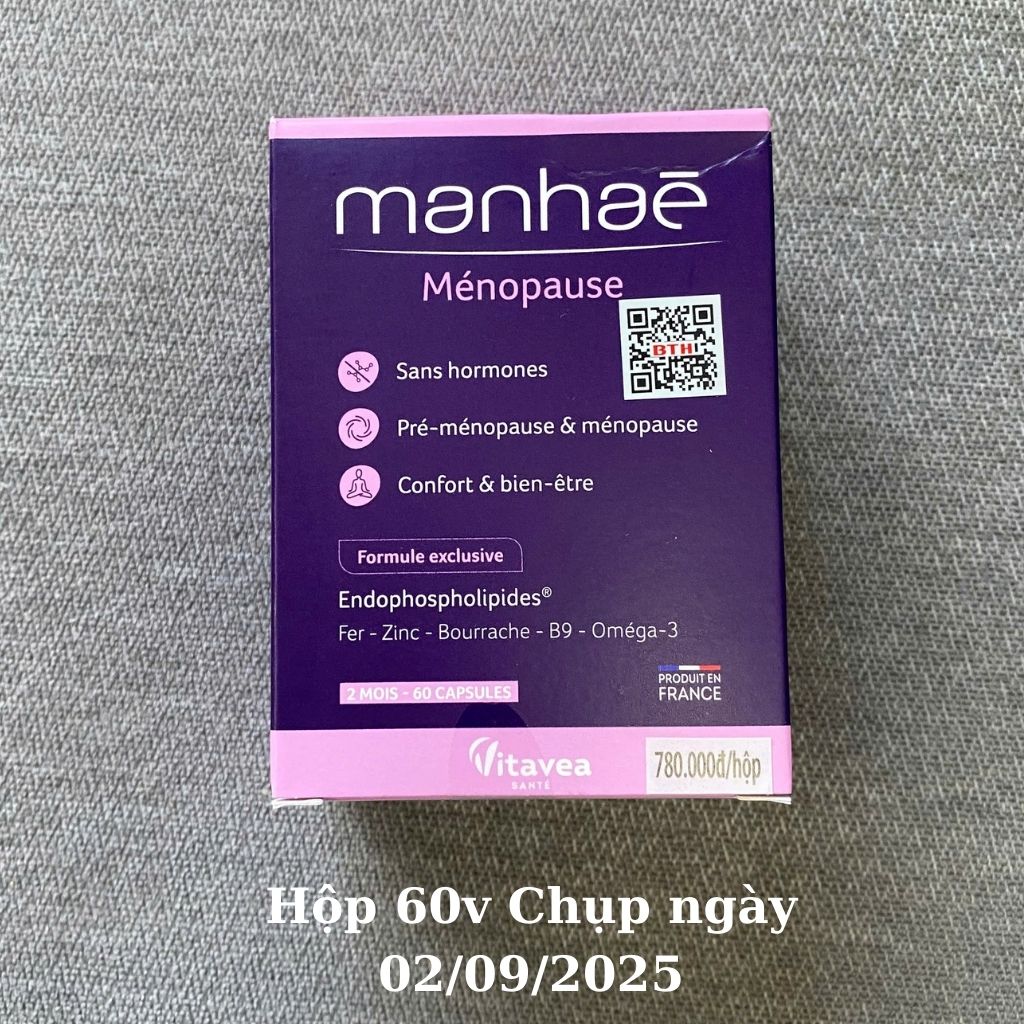 manhaē
Ménopause
BTH
Sans hormones
Pré-ménopause & ménopause
Confort & bien-être
Formule exclusive
Endophospholipides®
Fer - Zinc - Bourrache - B9 - Oméga-3
2 MOIS - 60 CAPSULES
PRODUIT EN
FRANCE
Vitavea
SANTÉ
780.000đ/hộp
Hộp 60v Chụp ngày
02/09/2025